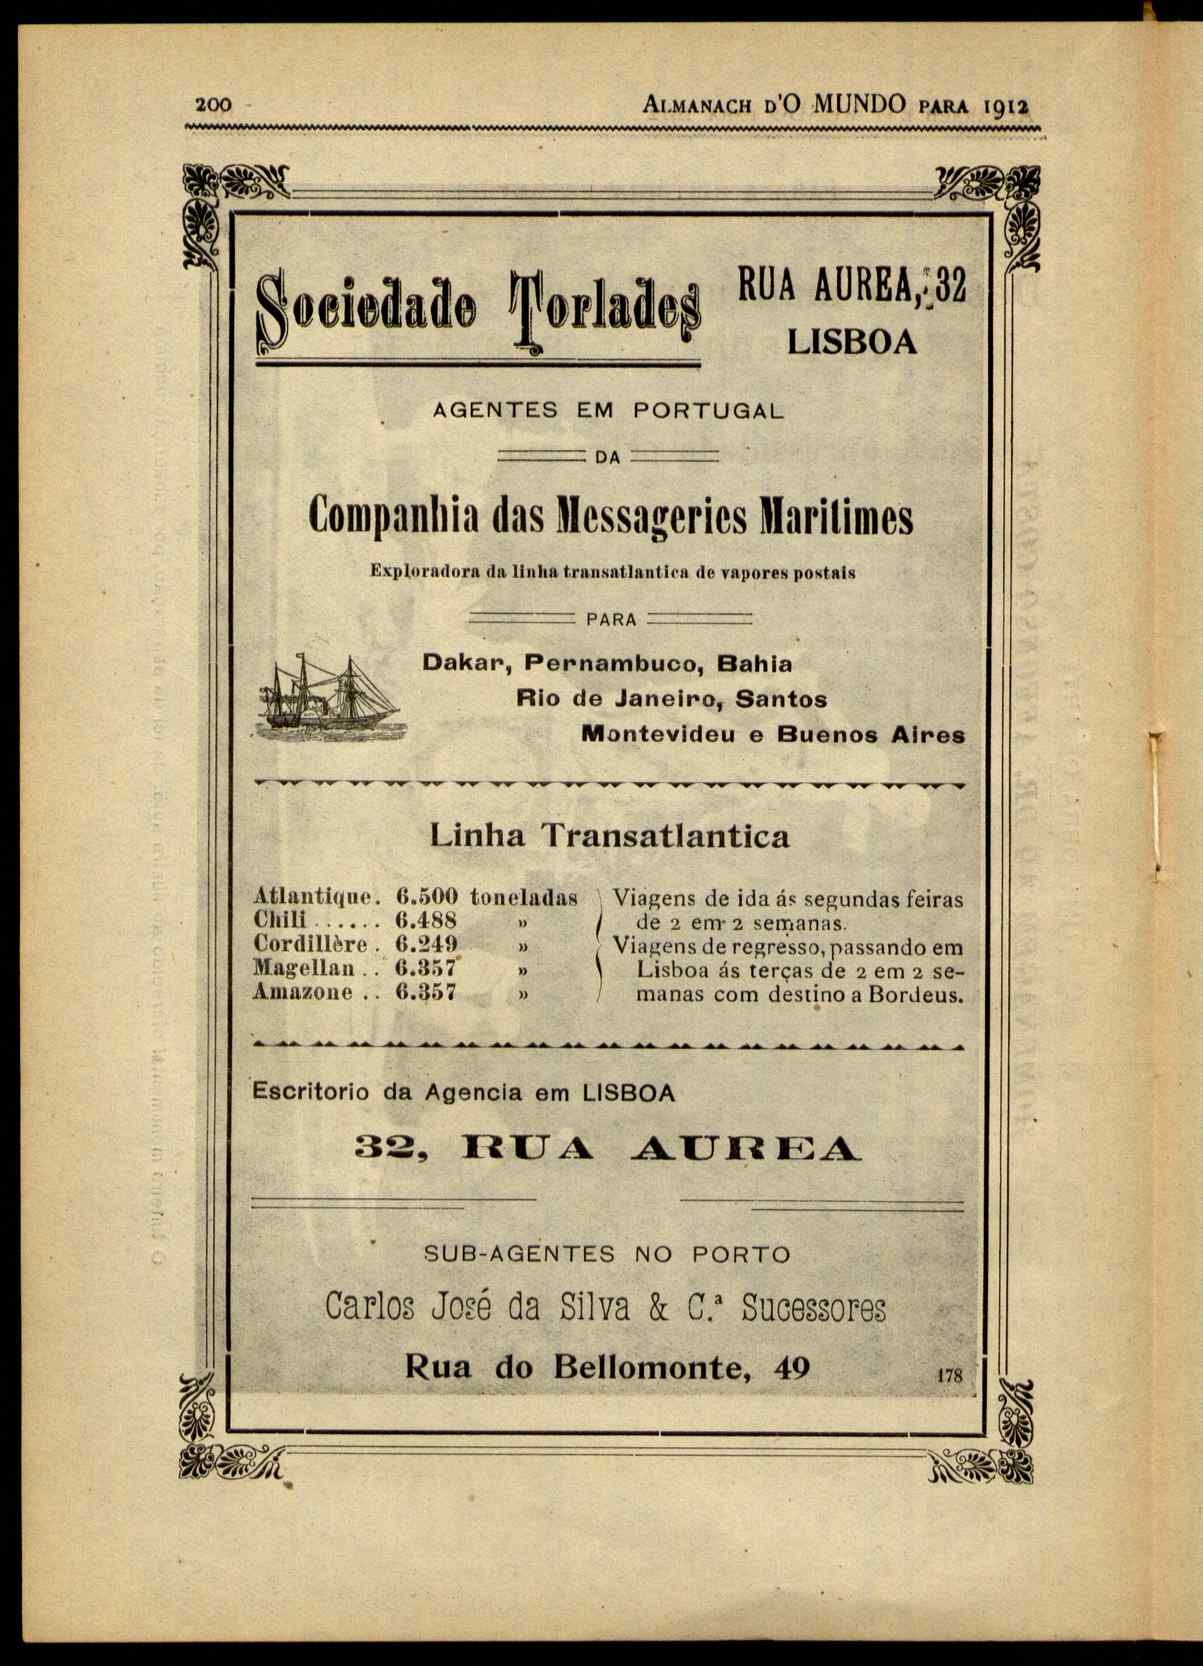 200
ALMANACH D'O MUNDO PARA 1912
Sociedade Torlades
RUA AUREA, 32
LISBOA
AGENTES EM PORTUGAL
DA
Companhia das Messageries Maritimes
Exploradora da linha transatlantica de vapores postais
PARA
Dakar, Pernambuco, Bahia
Rio de Janeiro, Santos
Montevideu e Buenos Aires
Linha Transatlantica
Atlantique. 6.500 toneladas
Chili ...... 6.488 »
Cordillère . 6.249 »
Magellan .. 6.357 »
Amazone .. 6.357 »
Viagens de ida ás segundas feiras
de 2 em 2 semanas.
Viagens de regresso, passando em
Lisboa ás terças de 2 em 2 se-
manas com destino a Bordeus.
Escritorio da Agencia em LISBOA
32, RUA AUREA
SUB-AGENTES NO PORTO
Carlos José da Silva & C.ª Sucessores
Rua do Bellomonte, 49
178